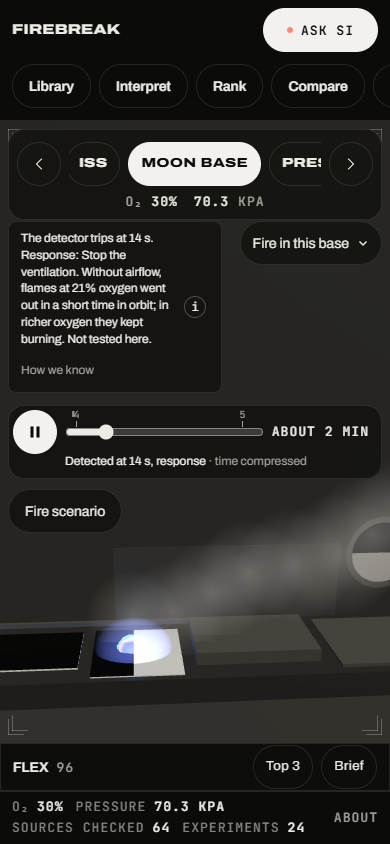 FIREBREAK
ASK SI
Library
Interpret
Rank
Compare
ISS
MOON BASE
O₂ 30% 70.3 KPA
The detector trips at 14 s.
Response: Stop the
ventilation. Without airflow,
flames at 21% oxygen went
out in a short time in orbit; in
richer oxygen they kept
burning. Not tested here.
i
How we know
Fire in this base
5
ABOUT 2 MIN
Detected at 14 s, response · time compressed
Fire scenario
FLEX 96
Top 3
Brief
O₂ 30% PRESSURE 70.3 KPA
SOURCES CHECKED 64 EXPERIMENTS 24
ABOUT